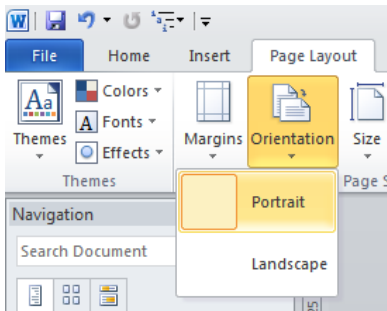 W
File Home Insert Page Layout
Aa Colors
A Fonts
Effects
Themes Margins Orientation Size
Themes Page S
Portrait
Landscape
Navigation
Search Document